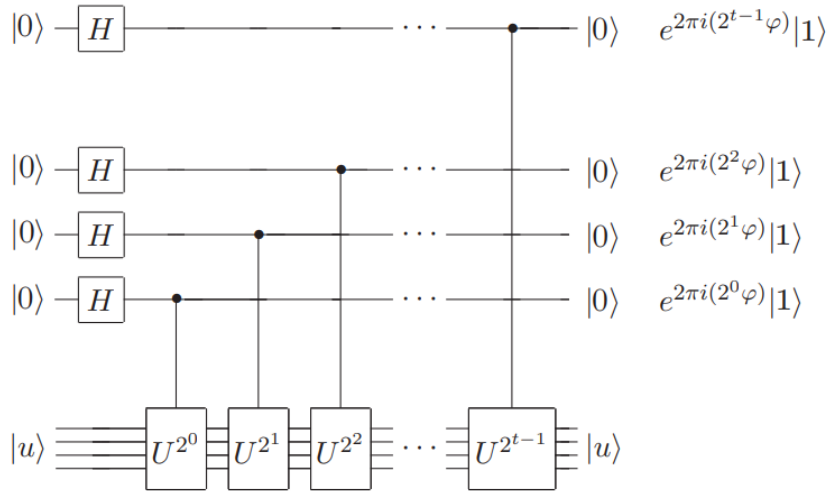 |0⟩ H ··· |0⟩ e^{2πi(2^{t−1}φ)}|1⟩
|0⟩ H ··· |0⟩ e^{2πi(2^2φ)}|1⟩
|0⟩ H ··· |0⟩ e^{2πi(2^1φ)}|1⟩
|0⟩ H ··· |0⟩ e^{2πi(2^0φ)}|1⟩
|u⟩ U^{2^0} U^{2^1} U^{2^2} ··· U^{2^{t−1}} |u⟩